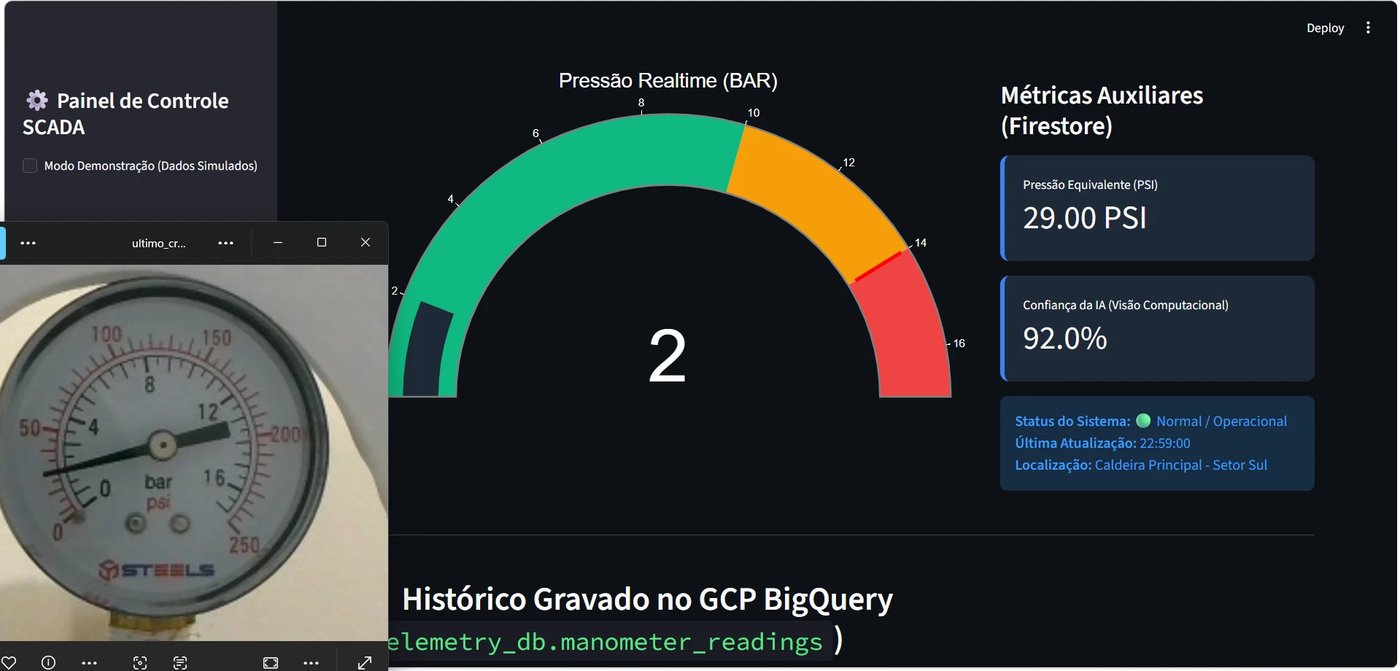 Deploy
Painel de Controle
SCADA
Modo Demonstração (Dados Simulados)
Pressão Realtime (BAR)
2
4
6
8
10
12
14
16
2
Métricas Auxiliares
(Firestore)
Pressão Equivalente (PSI)
29.00 PSI
Confiança da IA (Visão Computacional)
92.0%
Status do Sistema: Normal / Operacional
Última Atualização: 22:59:00
Localização: Caldeira Principal - Setor Sul
ultimo_cr...
100
150
8
50
4
12
200
0
bar
16
psi
0
250
STEELS
Histórico Gravado no GCP BigQuery
elemetry_db.manometer_readings )